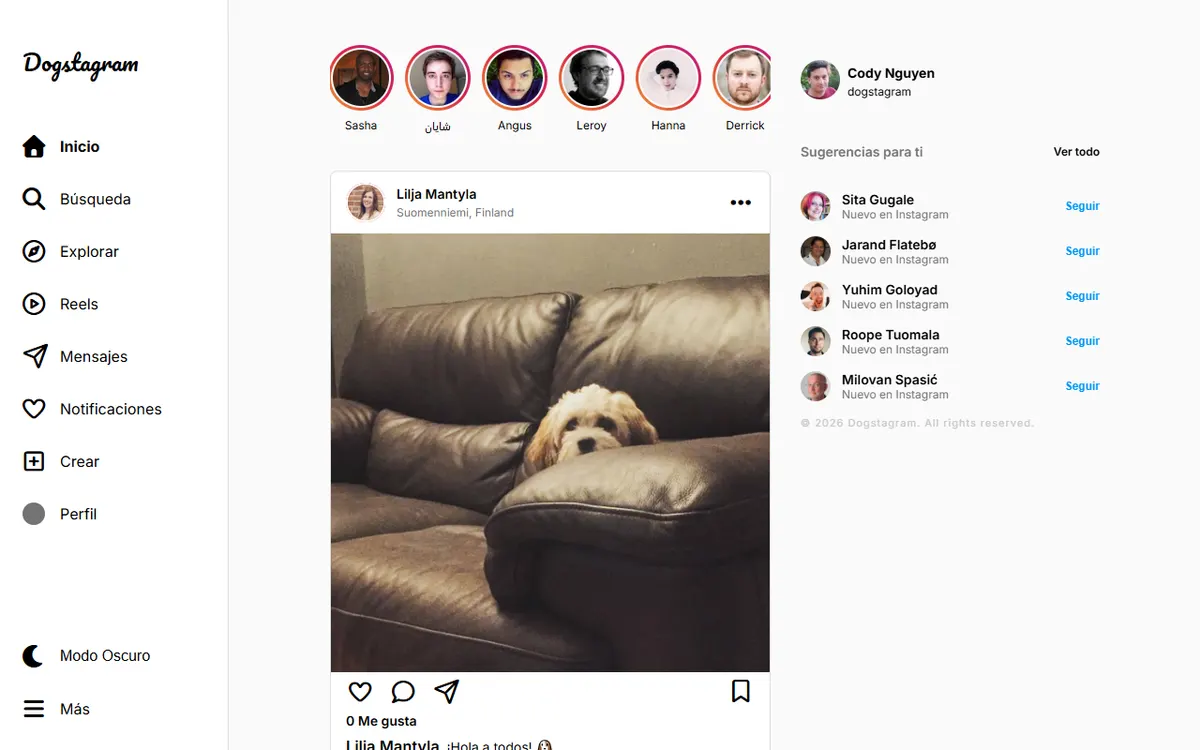 Dogstagram
Inicio
Búsqueda
Explorar
Reels
Mensajes
Notificaciones
Crear
Perfil
Modo Oscuro
Más
Sasha
شایان
Angus
Leroy
Hanna
Derrick
Lilja Mantyla
Suomenniemi, Finland
0 Me gusta
Lilja Mantyla ¡Hola a todos! 🐶
Cody Nguyen
dogstagram
Sugerencias para ti Ver todo
Sita Gugale
Nuevo en Instagram
Seguir
Jarand Flatebø
Nuevo en Instagram
Seguir
Yuhim Goloyad
Nuevo en Instagram
Seguir
Roope Tuomala
Nuevo en Instagram
Seguir
Milovan Spasić
Nuevo en Instagram
Seguir
© 2026 Dogstagram. All rights reserved.